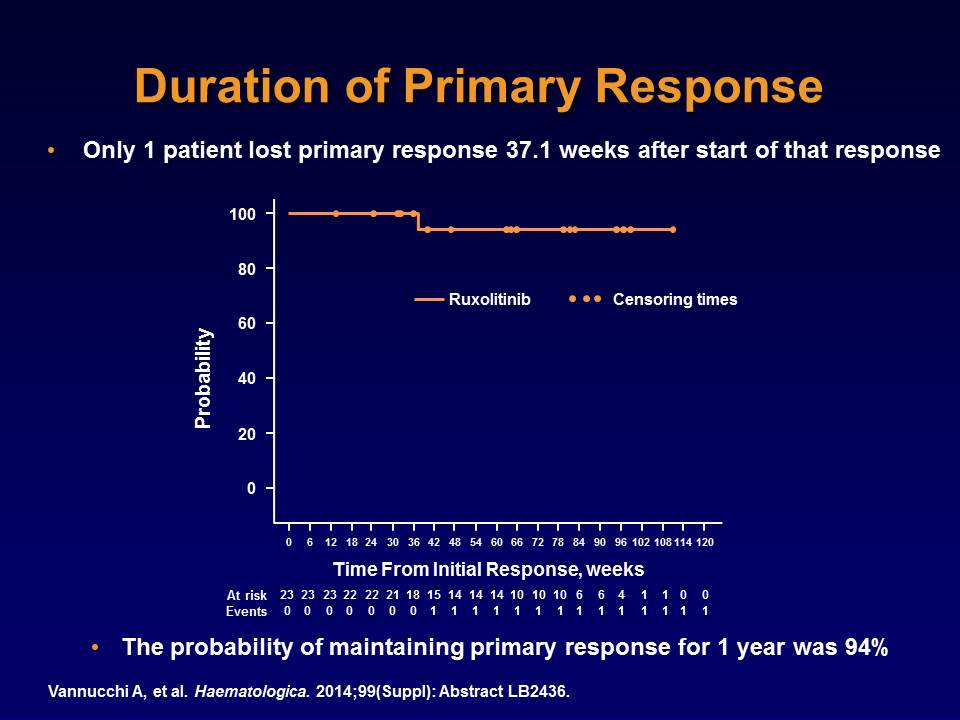 Duration of Primary Response
• Only 1 patient lost primary response 37.1 weeks after start of that response
100
80
60
40
20
0
Probability
Ruxolitinib
Censoring times
0 6 12 18 24 30 36 42 48 54 60 66 72 78 84 90 96 102 108 114 120
Time From Initial Response, weeks
At risk 23 23 23 22 22 21 18 15 14 14 14 10 10 10 6 6 4 1 1 0 0
Events 0 0 0 0 0 0 0 1 1 1 1 1 1 1 1 1 1 1 1 1 1
• The probability of maintaining primary response for 1 year was 94%
Vannucchi A, et al. Haematologica. 2014;99(Suppl): Abstract LB2436.